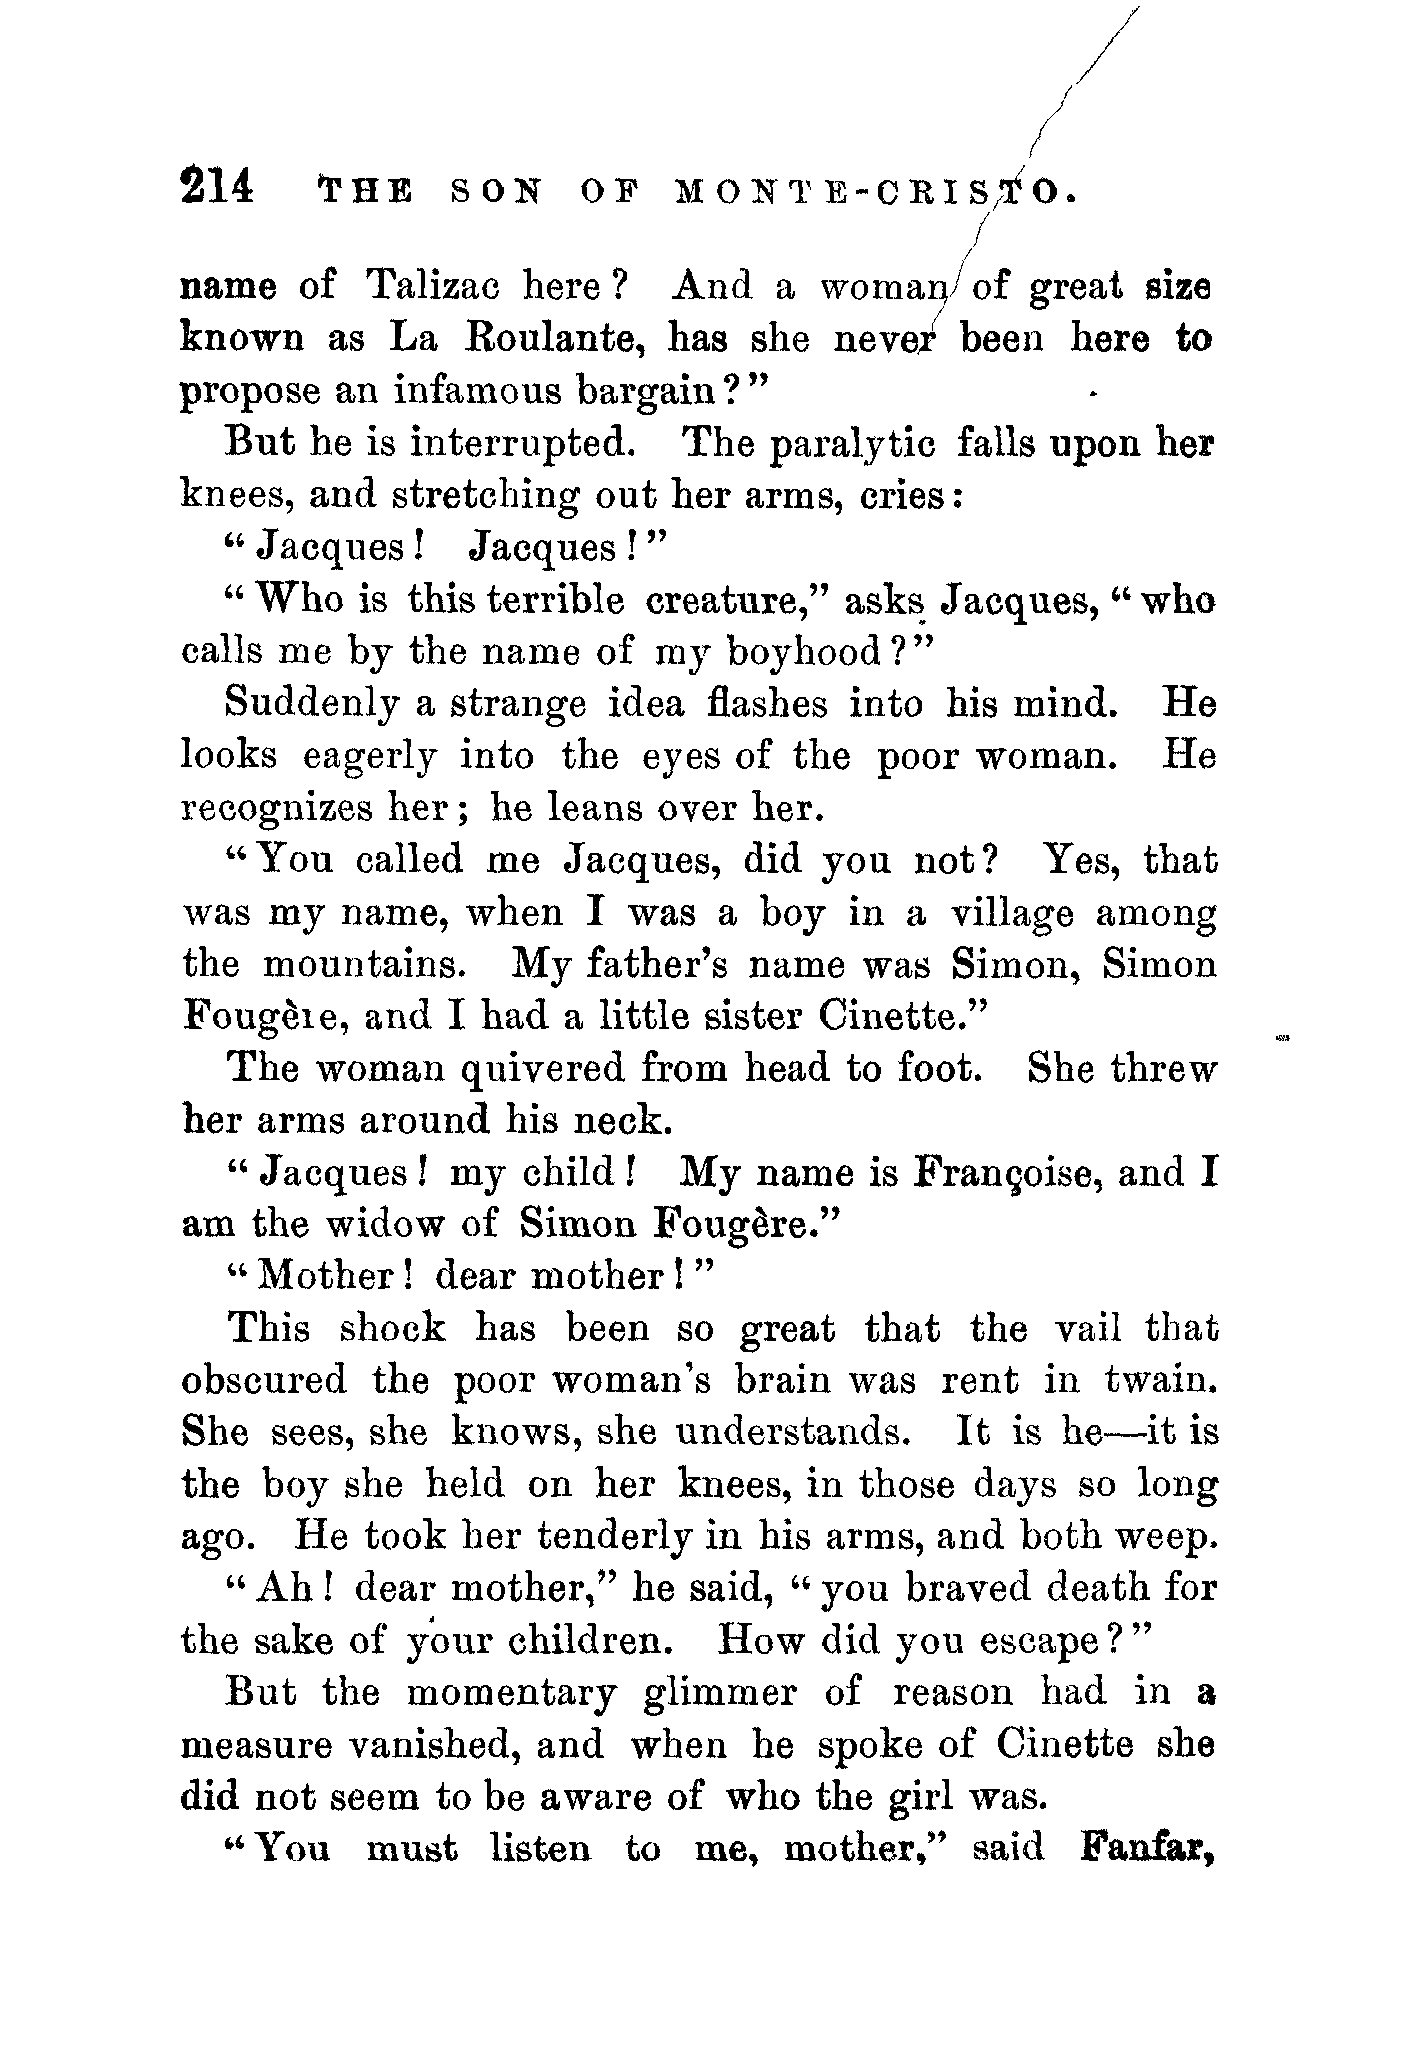 214 THE SON OF MONTE-CRISTO.
name of Talizac here? And a woman of great size
known as La Roulante, has she never been here to
propose an infamous bargain?"
But he is interrupted. The paralytic falls upon her
knees, and stretching out her arms, cries:
"Jacques! Jacques!"
"Who is this terrible creature," asks Jacques, "who
calls me by the name of my boyhood?"
Suddenly a strange idea flashes into his mind. He
looks eagerly into the eyes of the poor woman. He
recognizes her; he leans over her.
"You called me Jacques, did you not? Yes, that
was my name, when I was a boy in a village among
the mountains. My father's name was Simon, Simon
Fougère, and I had a little sister Cinette."
The woman quivered from head to foot. She threw
her arms around his neck.
"Jacques! my child! My name is Françoise, and I
am the widow of Simon Fougère."
"Mother! dear mother!"
This shock has been so great that the vail that
obscured the poor woman's brain was rent in twain.
She sees, she knows, she understands. It is he—it is
the boy she held on her knees, in those days so long
ago. He took her tenderly in his arms, and both weep.
"Ah! dear mother," he said, "you braved death for
the sake of your children. How did you escape?"
But the momentary glimmer of reason had in a
measure vanished, and when he spoke of Cinette she
did not seem to be aware of who the girl was.
"You must listen to me, mother," said Fanfar,